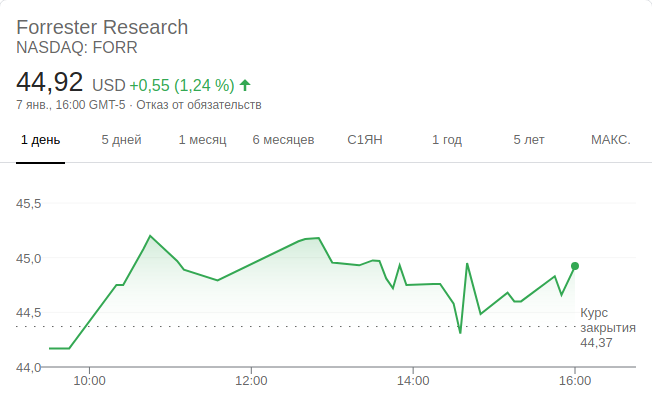 Forrester Research
NASDAQ: FORR
44,92 USD +0,55 (1,24 %)
7 янв., 16:00 GMT-5 · Отказ от обязательств
1 день 5 дней 1 месяц 6 месяцев С1ЯН 1 год 5 лет МАКС.
45,5
45,0
44,5
44,0
Курс
закрытия
44,37
10:00 12:00 14:00 16:00